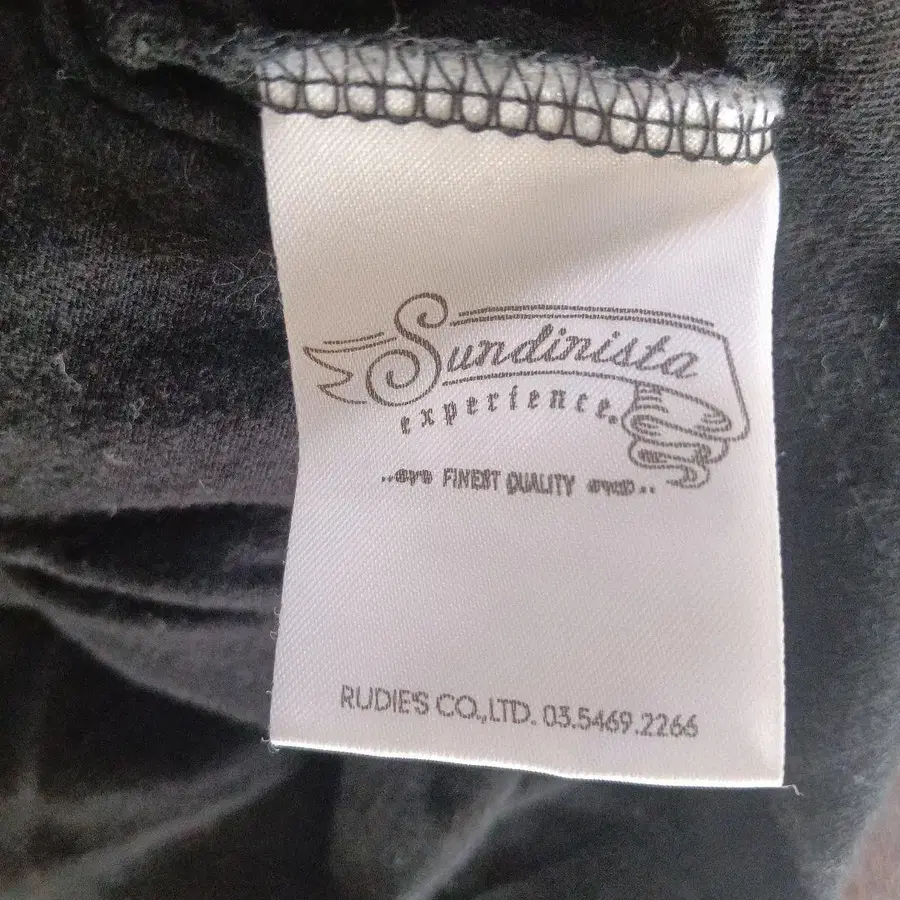 Sundinista
experience.
FINEST QUALITY
RUDIE'S CO.,LTD. 03.5469.2266